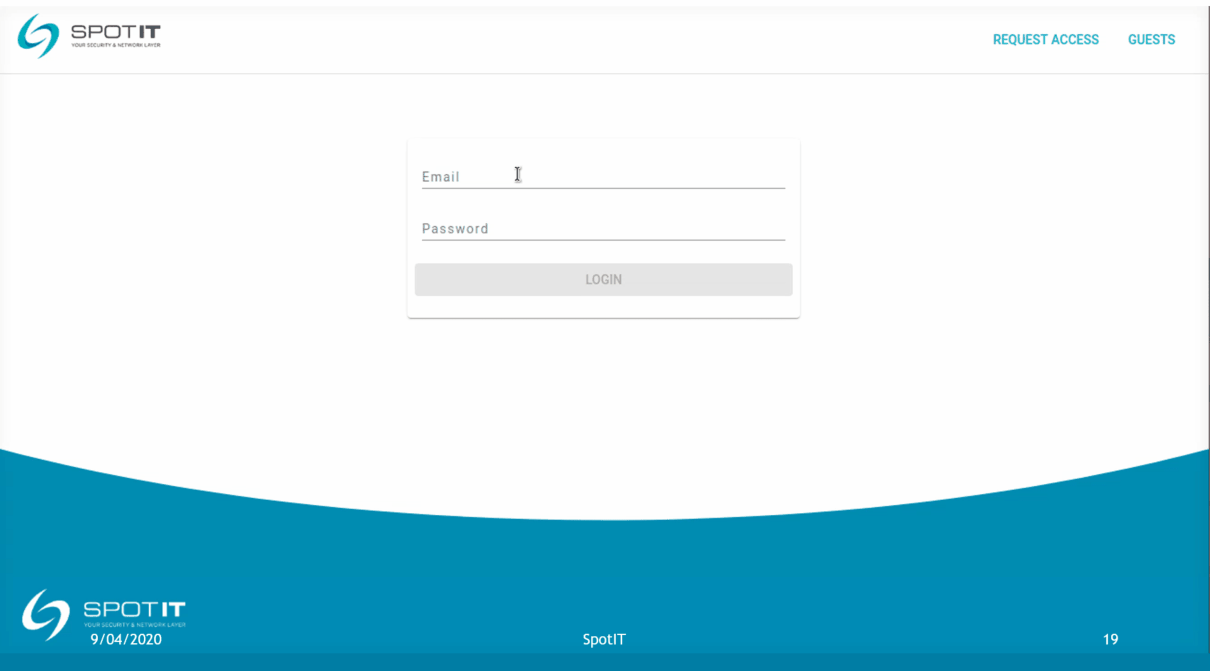 SPOTIT
YOUR SECURITY & NETWORK LAYER
REQUEST ACCESS
GUESTS
Email
Password
LOGIN
SPOTIT
YOUR SECURITY & NETWORK LAYER
9/04/2020
SpotIT
19